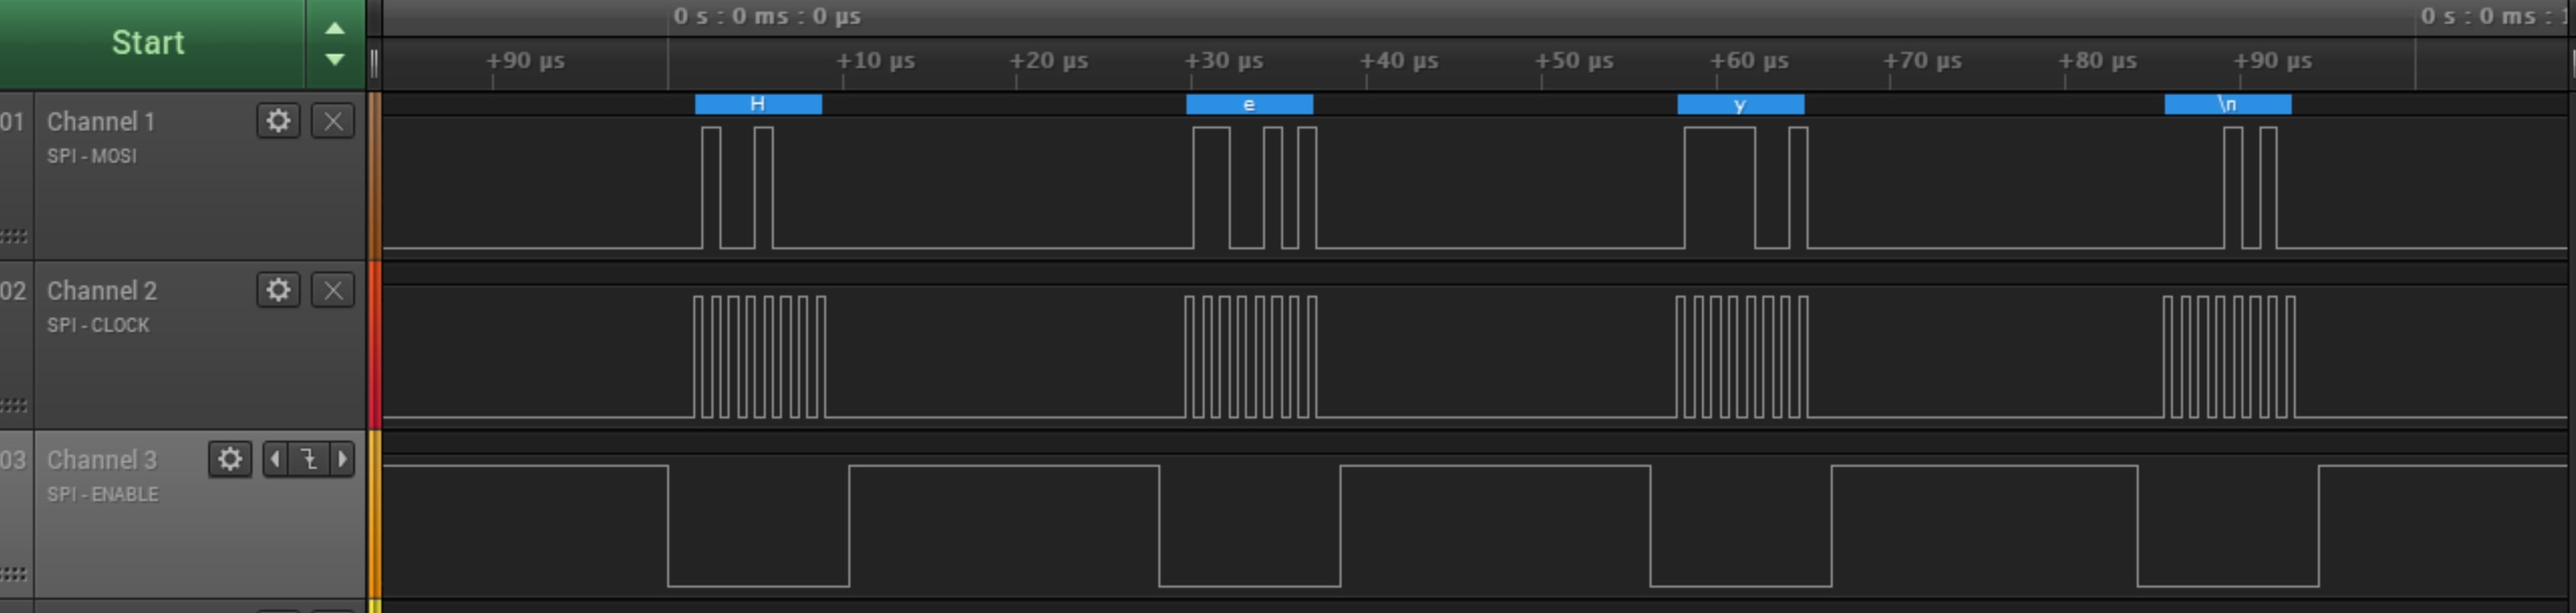 Start
0 s : 0 ms : 0 µs
0 s : 0 ms :
+90 µs
+10 µs
+20 µs
+30 µs
+40 µs
+50 µs
+60 µs
+70 µs
+80 µs
+90 µs
01
Channel 1
SPI - MOSI
H
e
y
\n
02
Channel 2
SPI - CLOCK
03
Channel 3
SPI - ENABLE